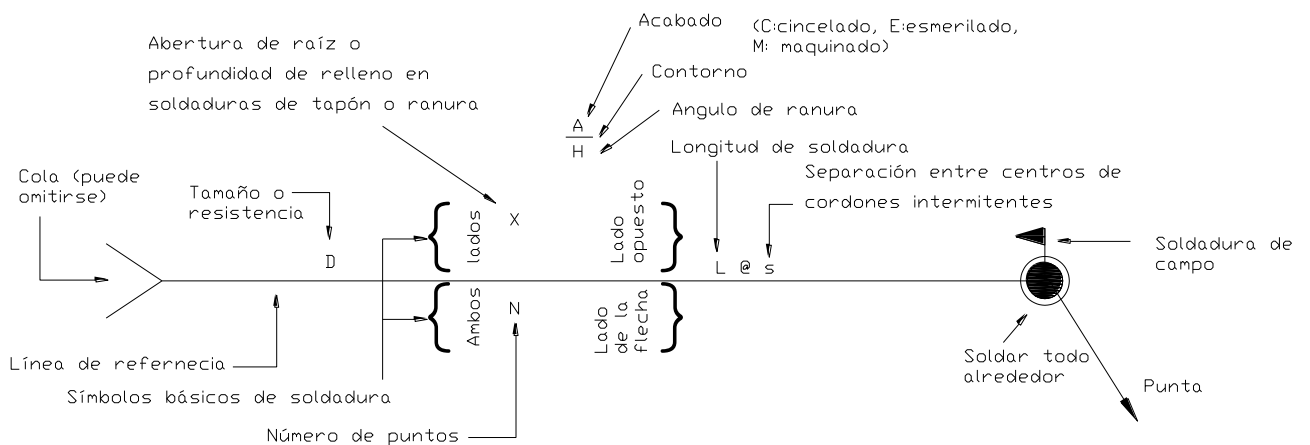 Acabado
(C:cincelado, E:esmerilado,
M: maquinado)
Abertura de raíz o
profundidad de relleno en
soldaduras de tapón o ranura
Contorno
A
H
Angulo de ranura
Longitud de soldadura
Cola (puede
omitirse)
Tamaño o
resistencia
Separación entre centros de
cordones intermitentes
lados
X
Lado
opuesto
D
L @ s
Soldadura de
campo
Ambos
N
Lado
de la
flecha
Línea de refernecia
Soldar todo
alrededor
Punta
Símbolos básicos de soldadura
Número de puntos